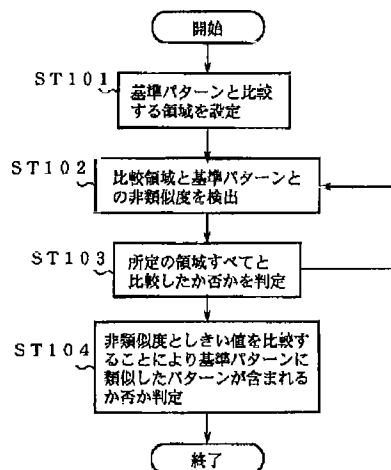 開始
ST101
基準パターンと比較
する領域を設定
ST102
比較領域と基準パターンと
の非類似度を検出
ST103
所定の領域すべてと
比較したか否かを判定
ST104
非類似度としきい値を比較す
ることにより基準パターンに
類似したパターンが含まれる
か否か判定
終了